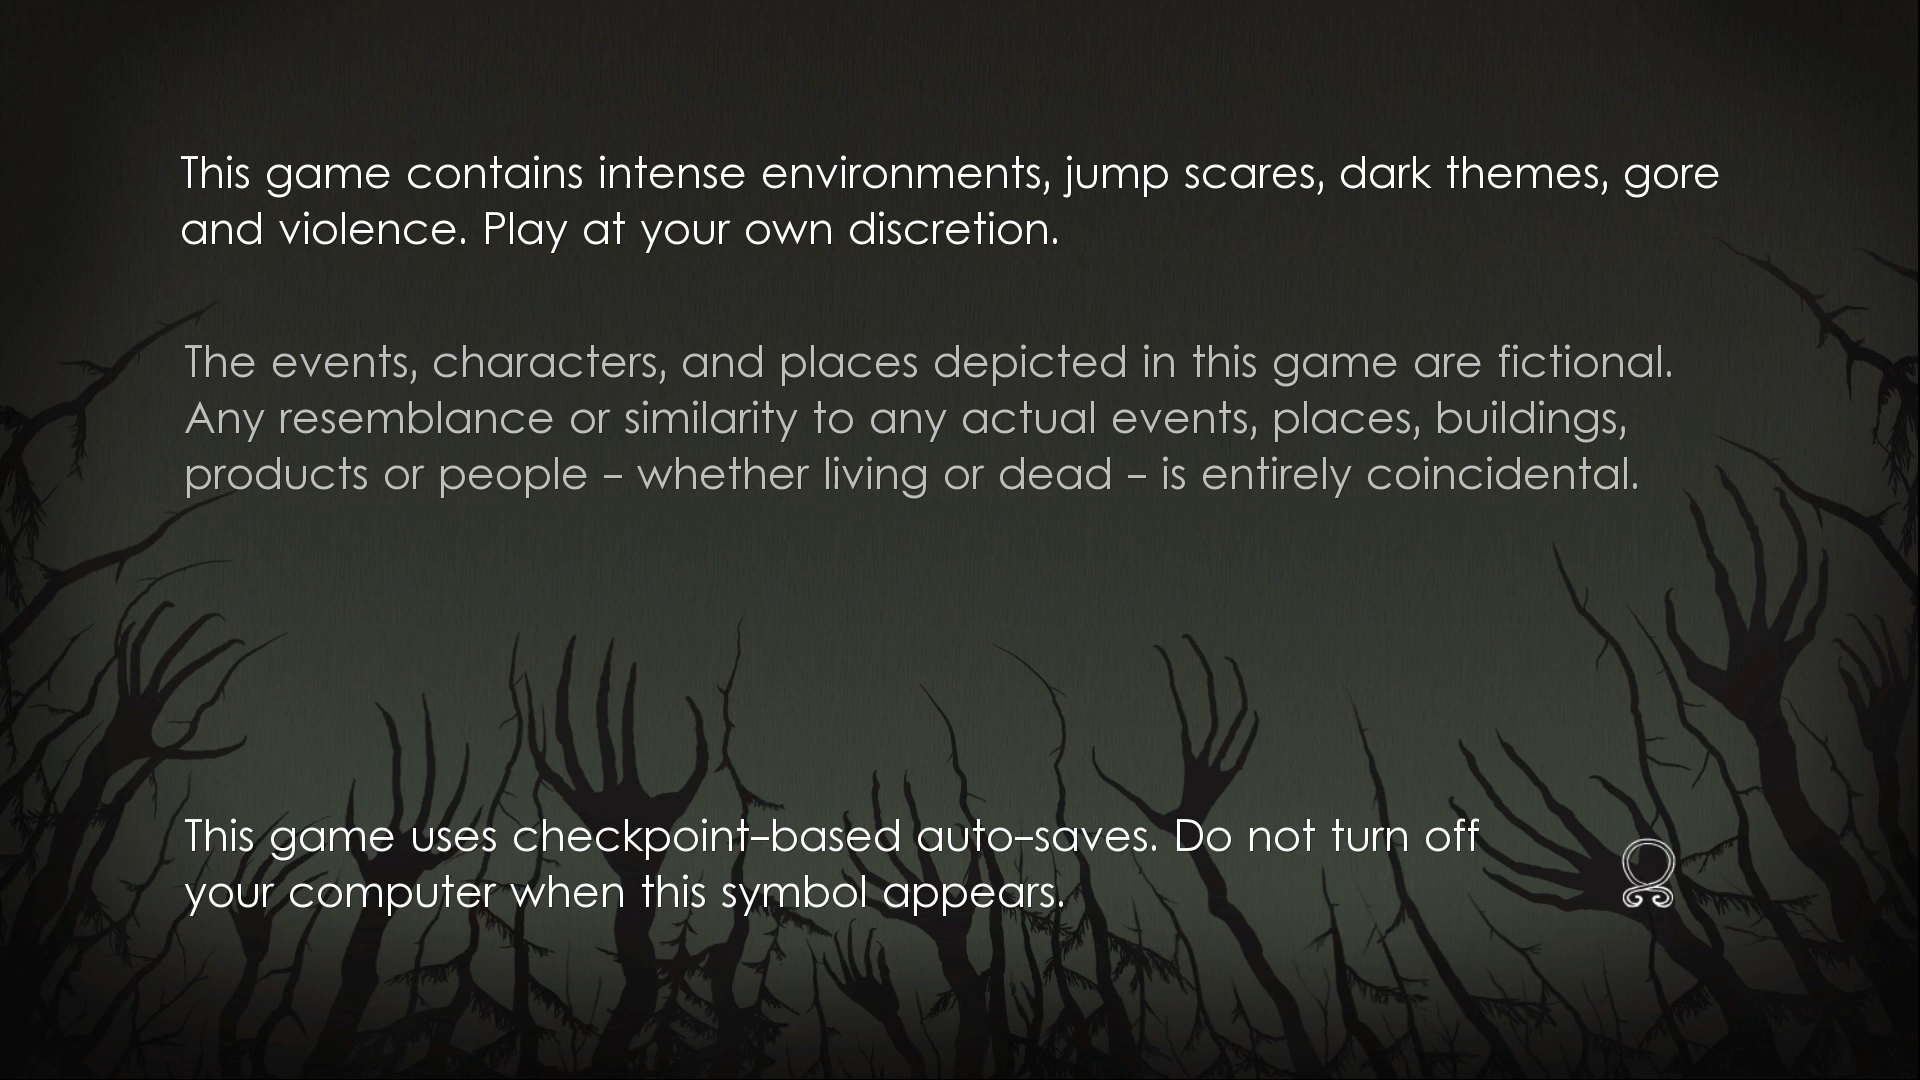 This game contains intense environments, jump scares, dark themes, gore
and violence. Play at your own discretion.
The events, characters, and places depicted in this game are fictional.
Any resemblance or similarity to any actual events, places, buildings,
products or people – whether living or dead – is entirely coincidental.
This game uses checkpoint-based auto-saves. Do not turn off
your computer when this symbol appears.